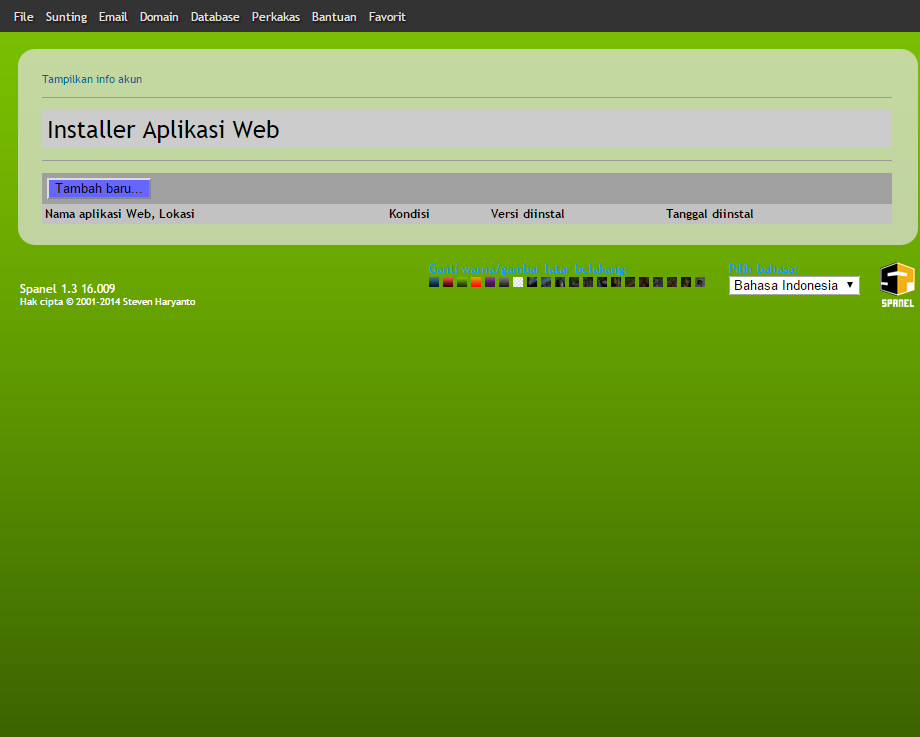 File Sunting Email Domain Database Perkakas Bantuan Favorit
Tampilkan info akun
Installer Aplikasi Web
Tambah baru...
Nama aplikasi Web, Lokasi Kondisi Versi diinstal Tanggal diinstal
Ganti warna/gambar latar belakang: Pilih bahasa:
Bahasa Indonesia
Spanel 1.3 16.009
Hak cipta © 2001-2014 Steven Haryanto
SPANEL